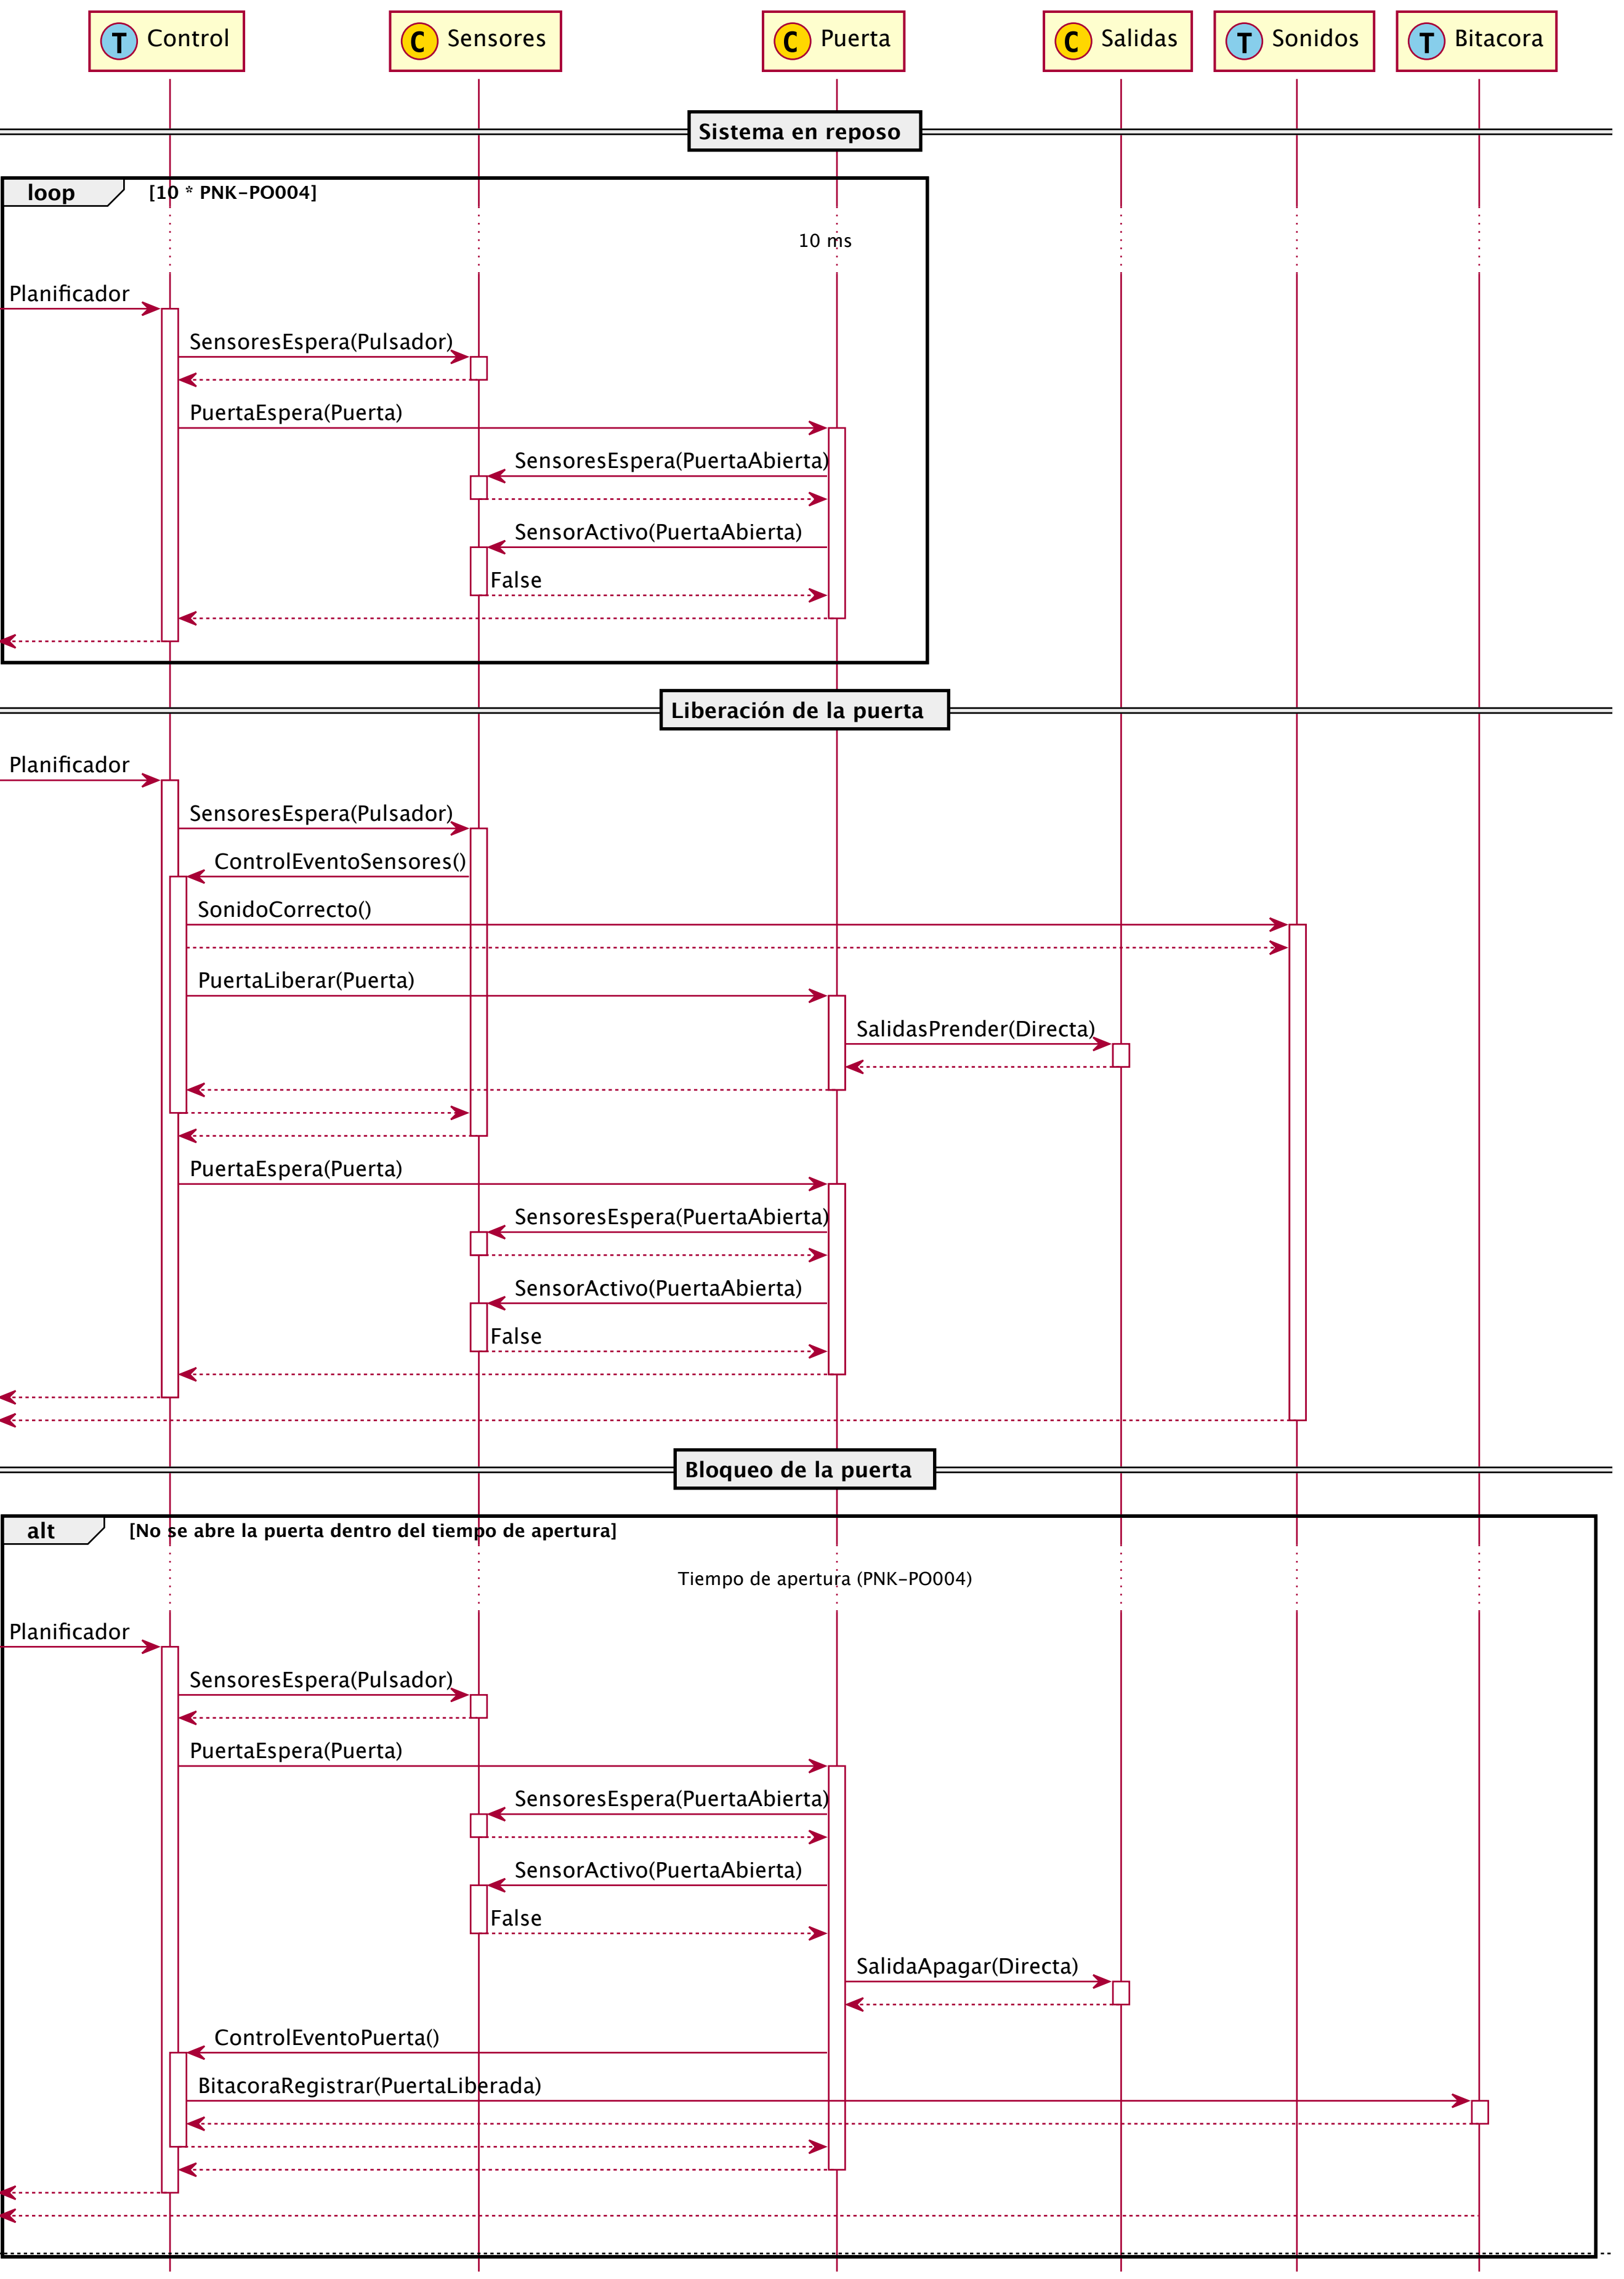 T Control
C Sensores
C Puerta
C Salidas
T Sonidos
T Bitacora
Sistema en reposo
loop [10 * PNK-PO004]
10 ms
Planificador
SensoresEspera(Pulsador)
PuertaEspera(Puerta)
SensoresEspera(PuertaAbierta)
SensorActivo(PuertaAbierta)
False
Liberación de la puerta
Planificador
SensoresEspera(Pulsador)
ControlEventoSensores()
SonidoCorrecto()
PuertaLiberar(Puerta)
SalidasPrender(Directa)
PuertaEspera(Puerta)
SensoresEspera(PuertaAbierta)
SensorActivo(PuertaAbierta)
False
Bloqueo de la puerta
alt [No se abre la puerta dentro del tiempo de apertura]
Tiempo de apertura (PNK-PO004)
Planificador
SensoresEspera(Pulsador)
PuertaEspera(Puerta)
SensoresEspera(PuertaAbierta)
SensorActivo(PuertaAbierta)
False
SalidaApagar(Directa)
ControlEventoPuerta()
BitacoraRegistrar(PuertaLiberada)